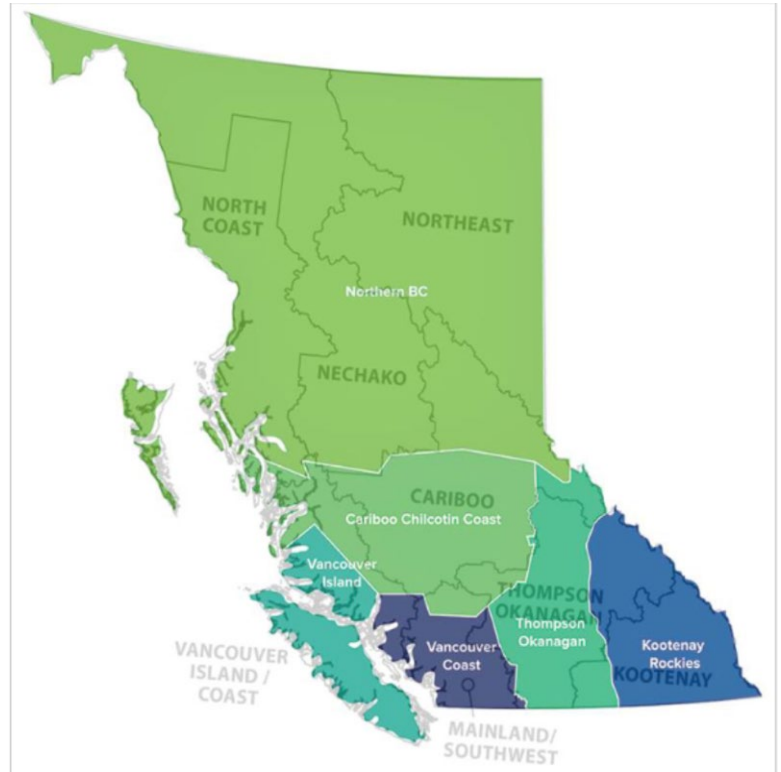 NORTH
COAST
NORTHEAST
Northern BC
NECHAKO
CARIBOO
Cariboo Chilcotin Coast
Vancouver
Island
THOMPSON
OKANAGAN
Thompson
Okanagan
Vancouver
Coast
Kootenay
Rockies
KOOTENAY
VANCOUVER
ISLAND /
COAST
MAINLAND/
SOUTHWEST